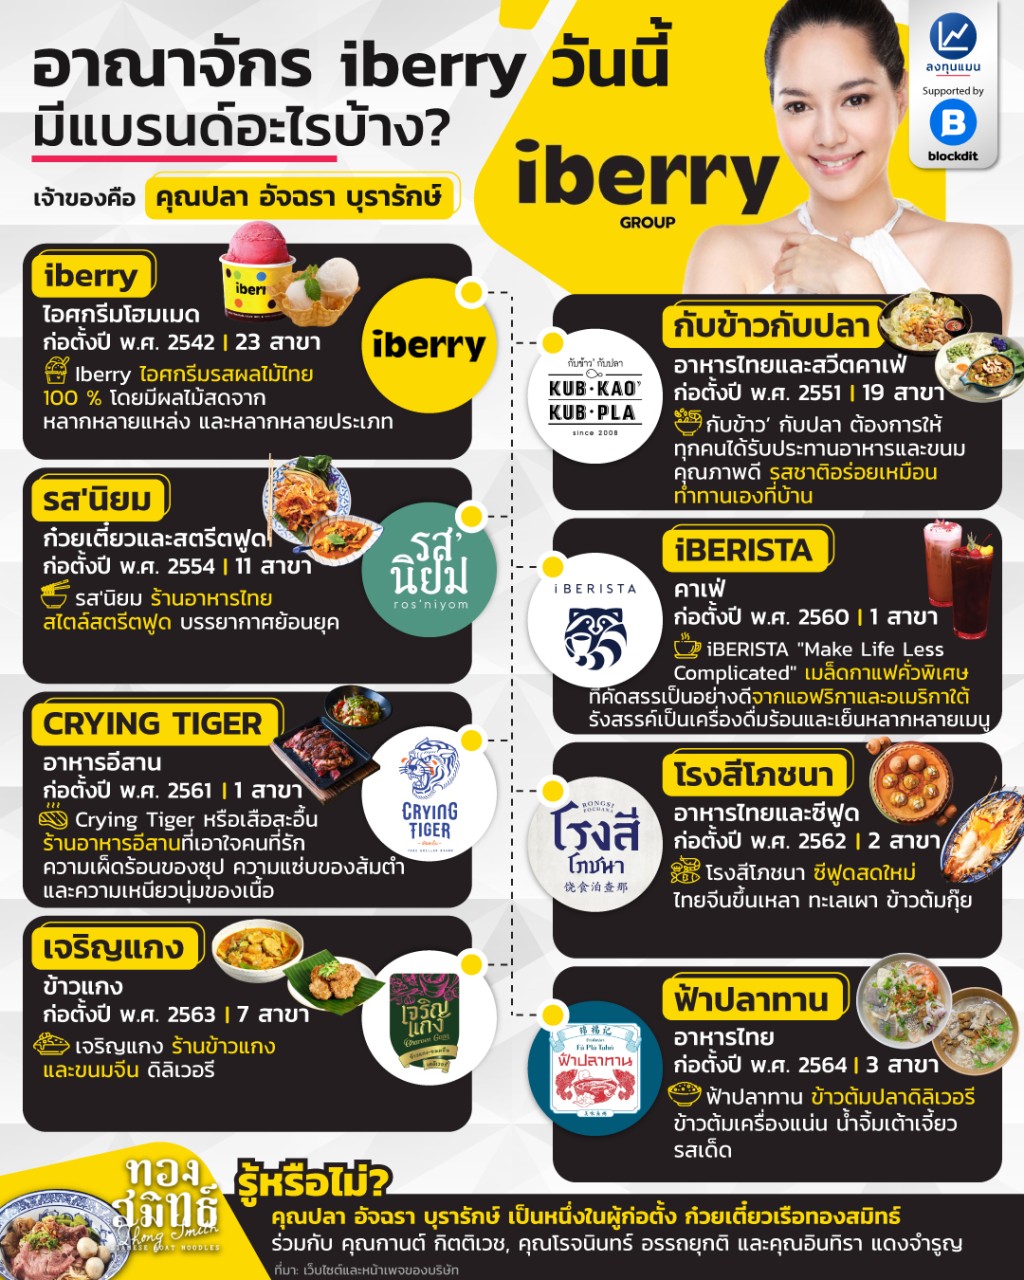 อาณาจักร iberry วันนี้
มีแบรนด์อะไรบ้าง?
เจ้าของคือ คุณปลา อัจฉรา บุรารักษ์
iberry
GROUP
ลงทุนแมน
Supported by
B
blockdit
iberry
ไอศกรีมโฮมเมด
ก่อตั้งปี พ.ศ. 2542 | 23 สาขา
Iberry ไอศกรีมรสผลไม้ไทย
100 % โดยมีผลไม้สดจาก
หลากหลายแหล่ง และหลากหลายประเภท
iberry
กับข้าวกับปลา
อาหารไทยและสวีตคาเฟ่
ก่อตั้งปี พ.ศ. 2551 | 19 สาขา
กับข้าว’ กับปลา ต้องการให้
ทุกคนได้รับประทานอาหารและขนม
คุณภาพดี รสชาติอร่อยเหมือน
ทำทานเองที่บ้าน
กับข้าว’ กับปลา
KUB·KAO’
KUB·PLA
since 2008
รส'นิยม
ก๋วยเตี๋ยวและสตรีตฟูด
ก่อตั้งปี พ.ศ. 2554 | 11 สาขา
รส'นิยม ร้านอาหารไทย
สไตล์สตรีตฟูด บรรยากาศย้อนยุค
รส’
นิยม
ros’niyom
iBERISTA
คาเฟ่
ก่อตั้งปี พ.ศ. 2560 | 1 สาขา
iBERISTA "Make Life Less
Complicated" เมล็ดกาแฟคั่วพิเศษ
ที่คัดสรรเป็นอย่างดีจากแอฟริกาและอเมริกาใต้
รังสรรค์เป็นเครื่องดื่มร้อนและเย็นหลากหลายเมนู
iBERISTA
CRYING TIGER
อาหารอีสาน
ก่อตั้งปี พ.ศ. 2561 | 1 สาขา
Crying Tiger หรือเสือสะอื้น
ร้านอาหารอีสานที่เอาใจคนที่รัก
ความเผ็ดร้อนของซุป ความแซ่บของส้มตำ
และความเหนียวนุ่มของเนื้อ
CRYING
TIGER
โรงสีโภชนา
อาหารไทยและซีฟูด
ก่อตั้งปี พ.ศ. 2562 | 2 สาขา
โรงสีโภชนา ซีฟูดสดใหม่
ไทยจีนขึ้นเหลา ทะเลเผา ข้าวต้มกุ๊ย
RONGSI
POCHANA
โรงสี
โภชนา
饶食泊查那
เจริญแกง
ข้าวแกง
ก่อตั้งปี พ.ศ. 2563 | 7 สาขา
เจริญแกง ร้านข้าวแกง
และขนมจีน ดิลิเวอรี
เจริญ
แกง
Charoen Gang
ฟ้าปลาทาน
อาหารไทย
ก่อตั้งปี พ.ศ. 2564 | 3 สาขา
ฟ้าปลาทาน ข้าวต้มปลาดิลิเวอรี
ข้าวต้มเครื่องแน่น น้ำจิ้มเต้าเจี้ยว
รสเด็ด
Fa Pla Tahn
ฟ้าปลาทาน
ทอง
สมิทธ์
Thong Smith
SIAMESE BOAT NOODLES
รู้หรือไม่?
คุณปลา อัจฉรา บุรารักษ์ เป็นหนึ่งในผู้ก่อตั้ง ก๋วยเตี๋ยวเรือทองสมิทธ์
ร่วมกับ คุณกานต์ กิตติเวช, คุณโรจนินทร์ อรรถยุกติ และคุณอินทิรา แดงจำรูญ
ที่มา: เว็บไซต์และหน้าเพจของบริษัท